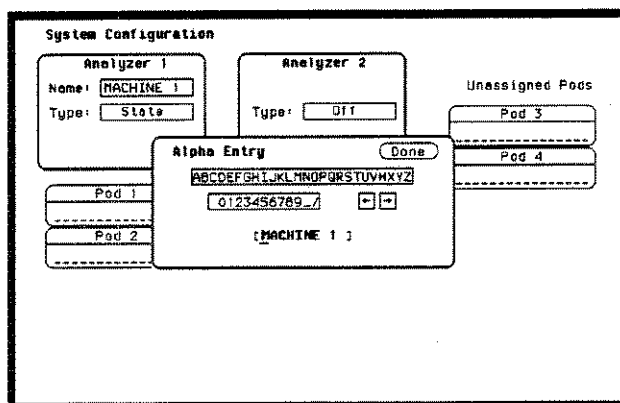 System Configuration
Analyzer 1
Name: MACHINE 1
Type: State
Analyzer 2
Type: Off
Unassigned Pods
Pod 3
Pod 4
Pod 1
Pod 2
Alpha Entry
Done
ABCDEFGHIJKLMNOPQRSTUVWXYZ
0123456789_/
← →
[MACHINE 1 ]